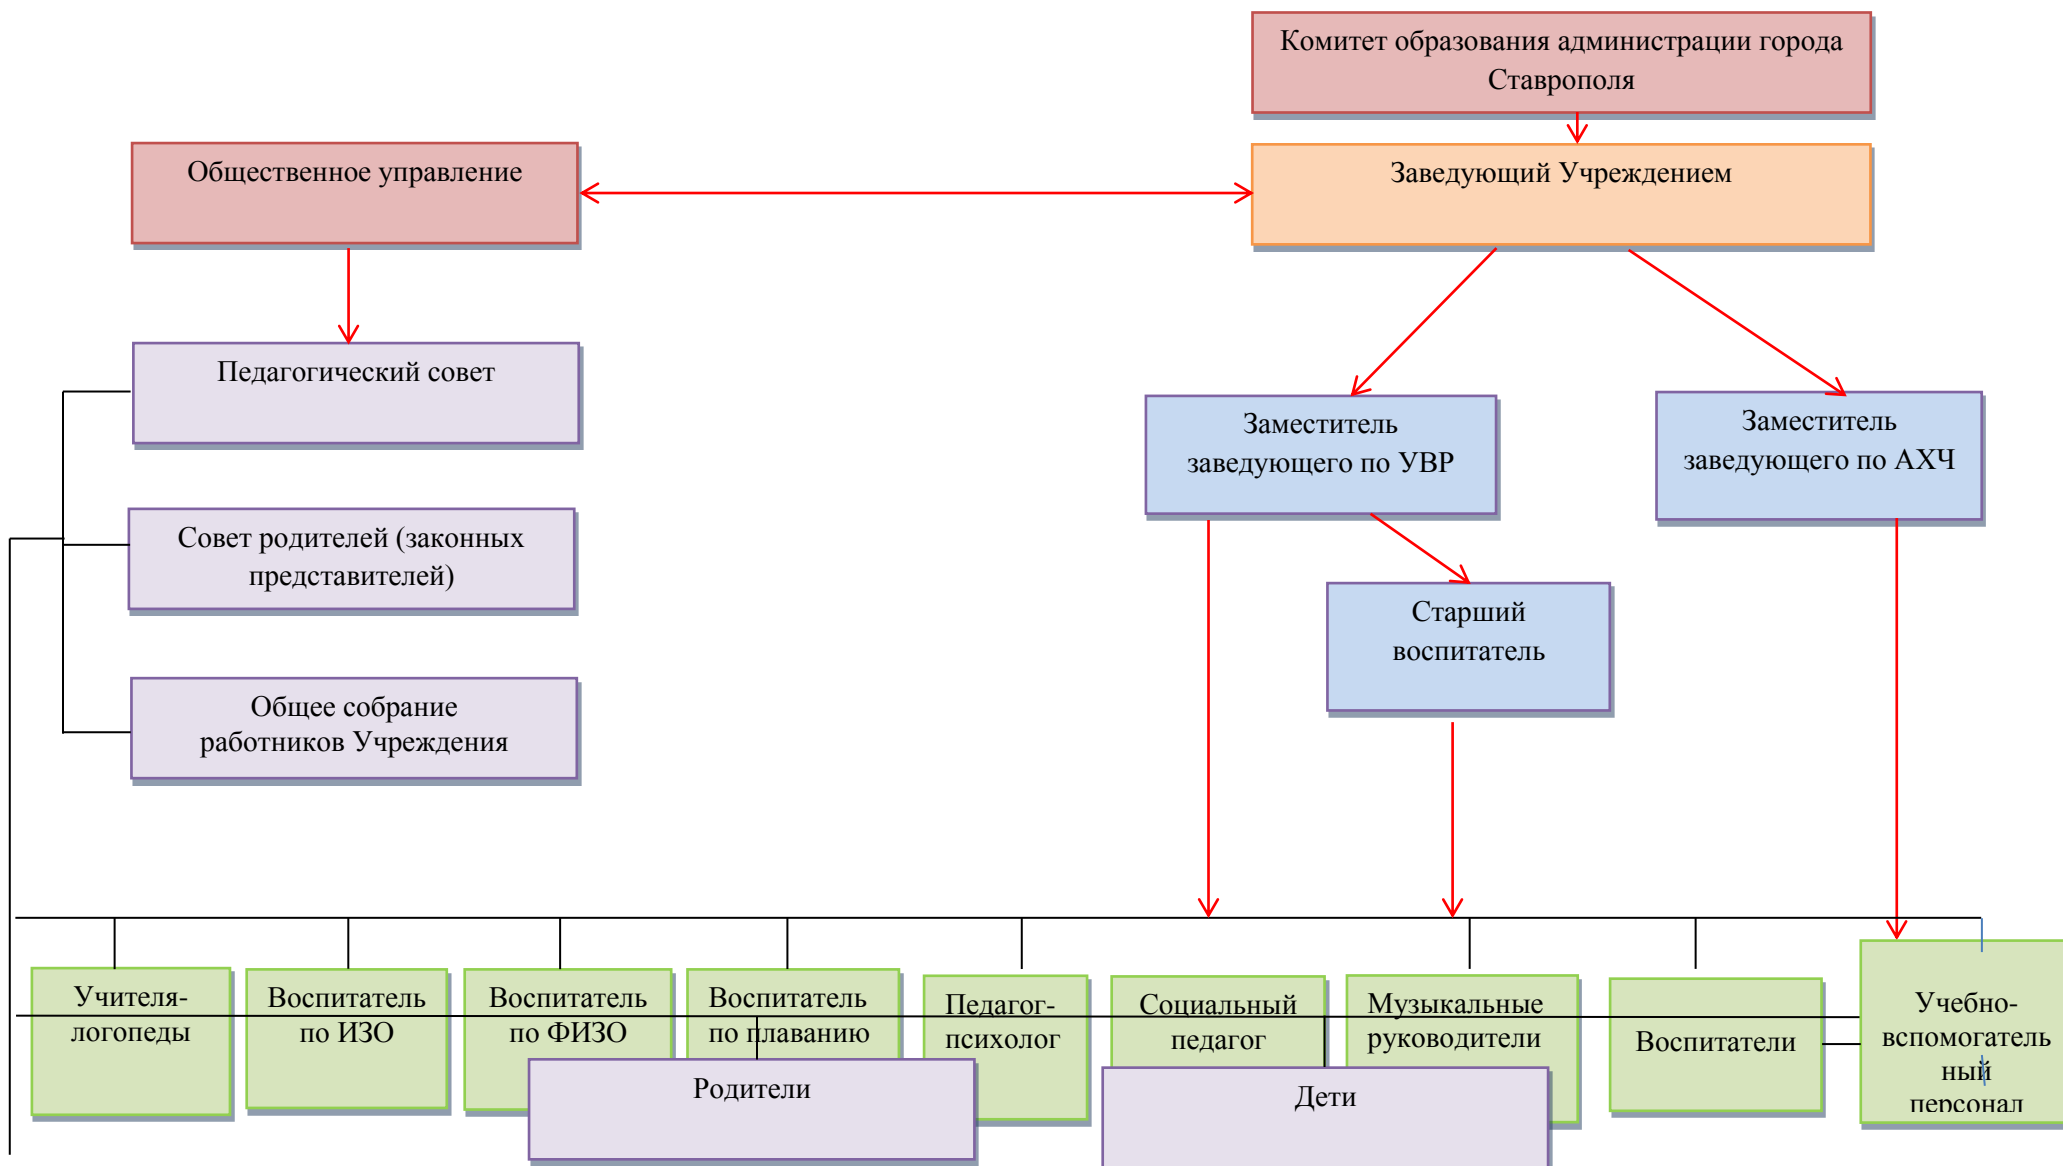 Комитет образования администрации города
Ставрополя
Общественное управление
Заведующий Учреждением
Педагогический совет
Заместитель
заведующего по УВР
Заместитель
заведующего по АХЧ
Совет родителей (законных
представителей)
Старший
воспитатель
Общее собрание
работников Учреждения
Учителя-
логопеды
Воспитатель
по ИЗО
Воспитатель
по ФИЗО
Воспитатель
по плаванию
Педагог-
психолог
Социальный
педагог
Музыкальные
руководители
Воспитатели
Учебно-
вспомогатель
ный
персонал
Родители
Дети